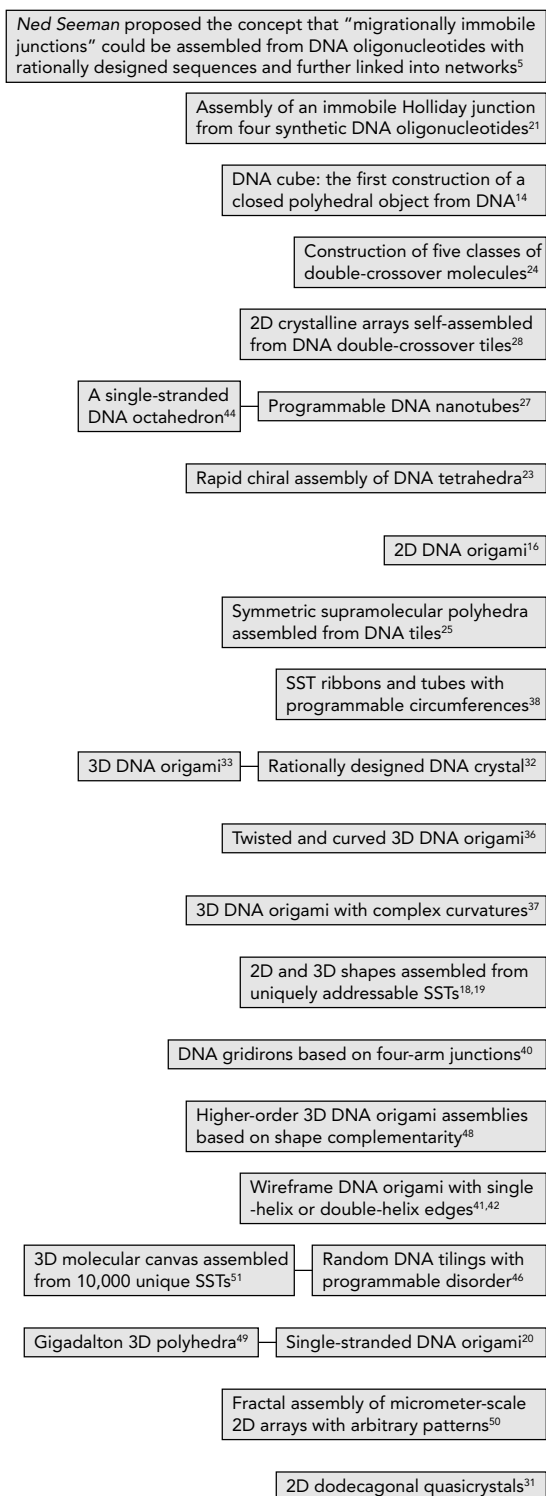 Ned Seeman proposed the concept that “migrationally immobile
junctions” could be assembled from DNA oligonucleotides with
rationally designed sequences and further linked into networks⁵
Assembly of an immobile Holliday junction
from four synthetic DNA oligonucleotides²¹
DNA cube: the first construction of a
closed polyhedral object from DNA¹⁴
Construction of five classes of
double-crossover molecules²⁴
2D crystalline arrays self-assembled
from DNA double-crossover tiles²⁸
A single-stranded
DNA octahedron⁴⁴
Programmable DNA nanotubes²⁷
Rapid chiral assembly of DNA tetrahedra²³
2D DNA origami¹⁶
Symmetric supramolecular polyhedra
assembled from DNA tiles²⁵
SST ribbons and tubes with
programmable circumferences³⁸
3D DNA origami³³
Rationally designed DNA crystal³²
Twisted and curved 3D DNA origami³⁶
3D DNA origami with complex curvatures³⁷
2D and 3D shapes assembled from
uniquely addressable SSTs¹⁸,¹⁹
DNA gridirons based on four-arm junctions⁴⁰
Higher-order 3D DNA origami assemblies
based on shape complementarity⁴⁸
Wireframe DNA origami with single
-helix or double-helix edges⁴¹,⁴²
3D molecular canvas assembled
from 10,000 unique SSTs⁵¹
Random DNA tilings with
programmable disorder⁴⁶
Gigadalton 3D polyhedra⁴⁹
Single-stranded DNA origami²⁰
Fractal assembly of micrometer-scale
2D arrays with arbitrary patterns⁵⁰
2D dodecagonal quasicrystals³¹